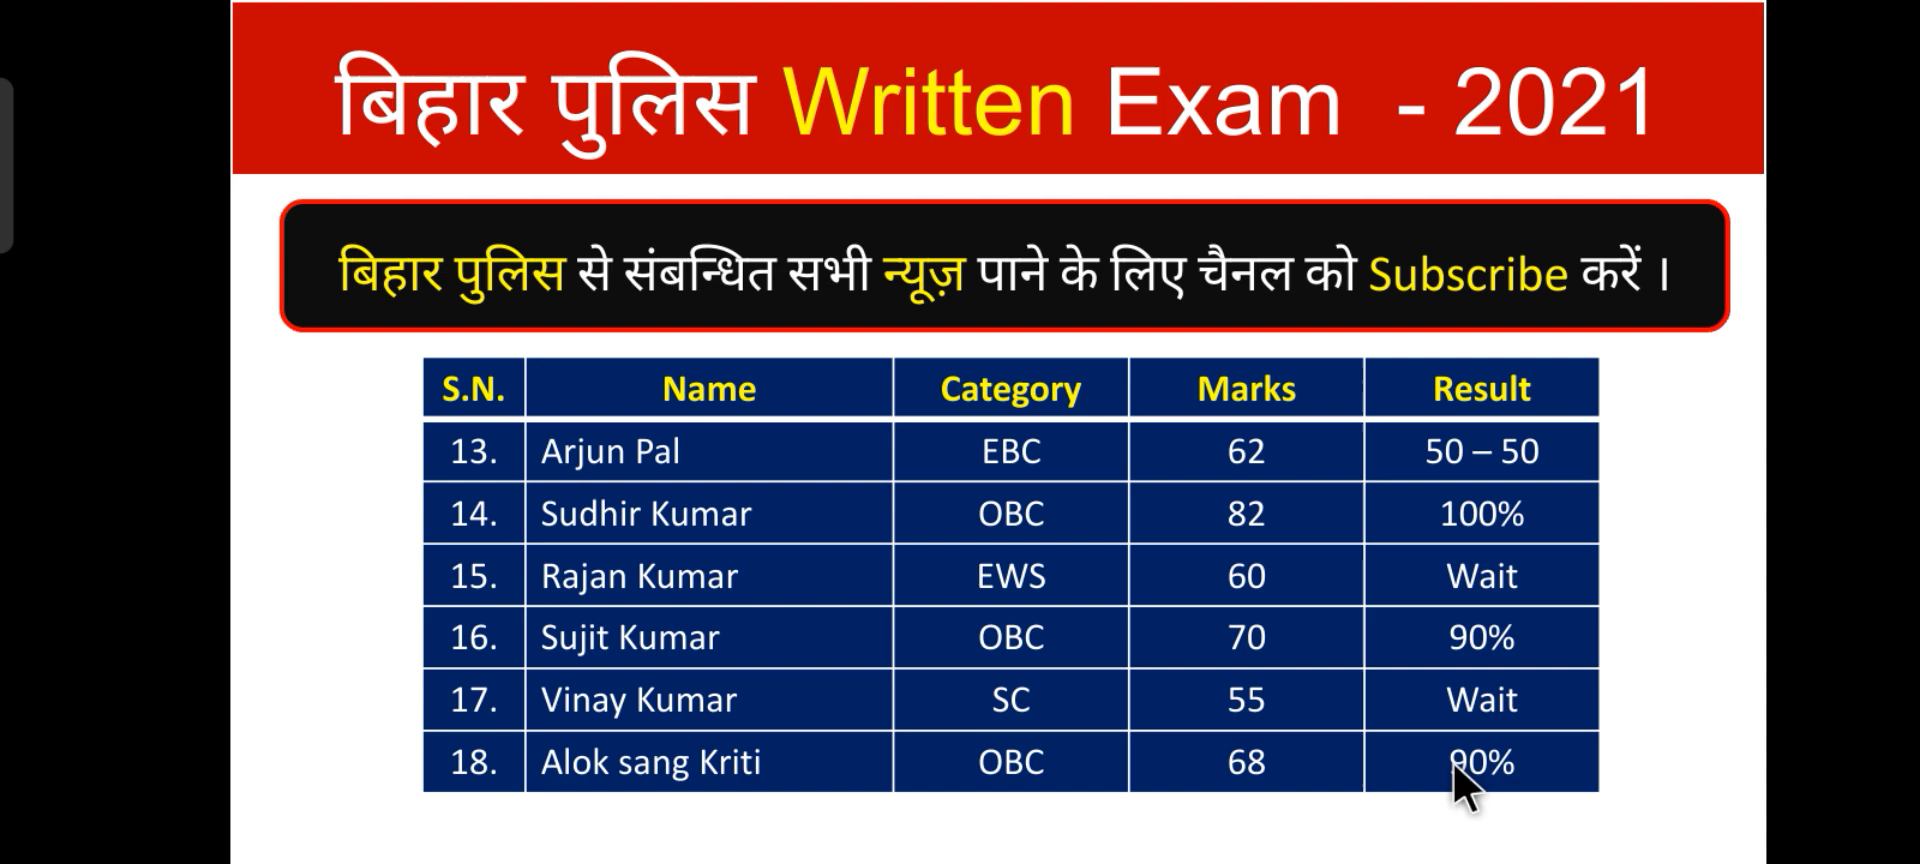 बिहार पुलिस Written Exam - 2021
बिहार पुलिस से संबन्धित सभी न्यूज़ पाने के लिए चैनल को Subscribe करें ।
S.N. Name Category Marks Result
13. Arjun Pal EBC 62 50 – 50
14. Sudhir Kumar OBC 82 100%
15. Rajan Kumar EWS 60 Wait
16. Sujit Kumar OBC 70 90%
17. Vinay Kumar SC 55 Wait
18. Alok sang Kriti OBC 68 90%